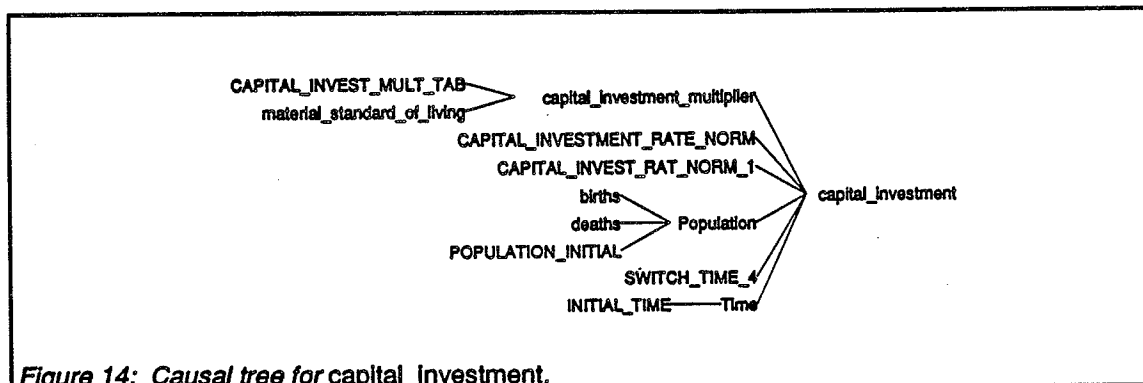 CAPITAL_INVEST_MULT_TAB
material_standard_of_living
capital_investment_multiplier
CAPITAL_INVESTMENT_RATE_NORM
CAPITAL_INVEST_RAT_NORM_1
births
deaths
POPULATION_INITIAL
Population
capital_investment
SWITCH_TIME_4
INITIAL_TIME
Time
Figure 14: Causal tree for capital_investment.